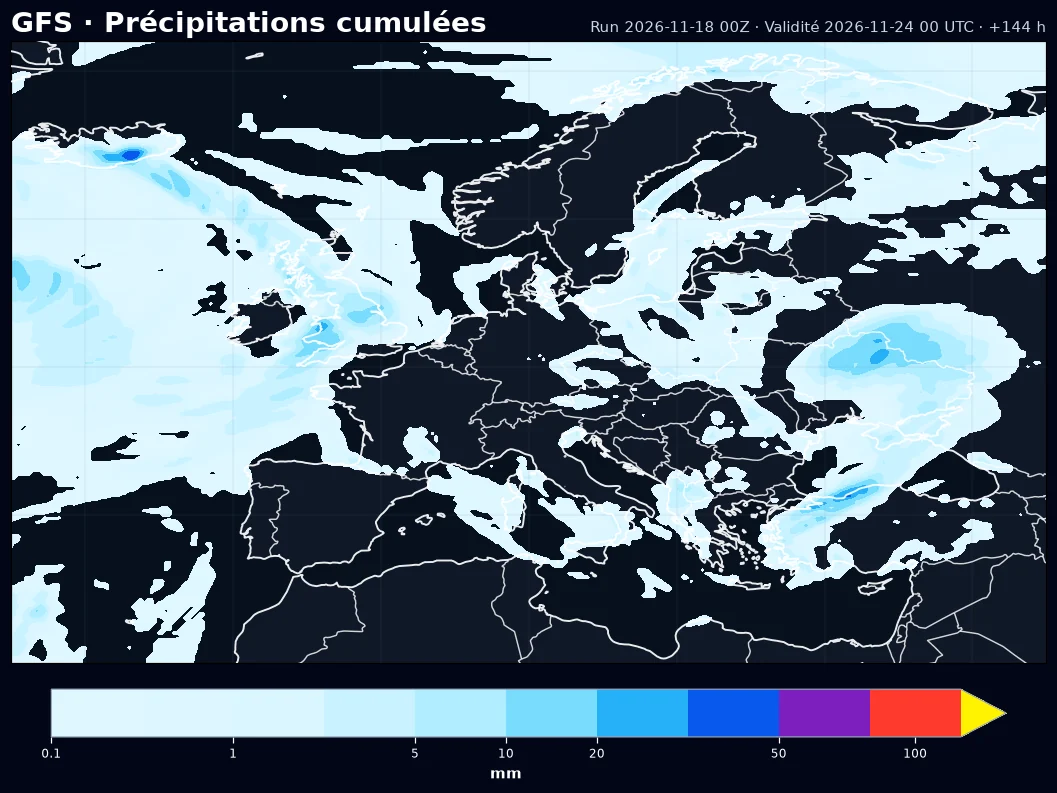 GFS · Précipitations cumulées
Run 2026-11-18 00Z · Validité 2026-11-24 00 UTC · +144 h
0.1 1 5 10 20 50 100
mm